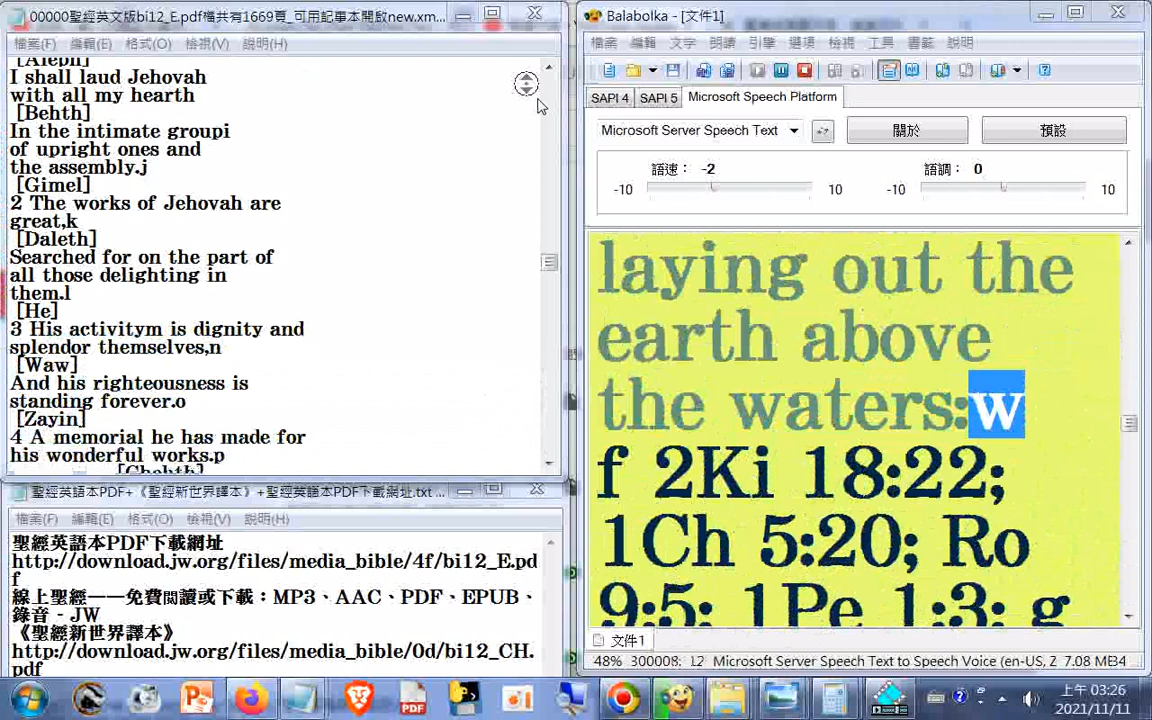 00000聖經英文版bi12_E.pdf檔共有1669頁_可用記事本開啟new.xm...
檔案(F) 編輯(E) 格式(O) 檢視(V) 說明(H)
[Aleph]
I shall laud Jehovah
with all my hearth
[Behth]
In the intimate groupi
of upright ones and
the assembly.j
[Gimel]
2 The works of Jehovah are
great,k
[Daleth]
Searched for on the part of
all those delighting in
them.l
[He]
3 His activitym is dignity and
splendor themselves,n
[Waw]
And his righteousness is
standing forever.o
[Zayin]
4 A memorial he has made for
his wonderful works.p
[Chehth]
聖經英語本PDF+《聖經新世界譯本》+聖經英語本PDF下載網址.txt ...
檔案(F) 編輯(E) 格式(O) 檢視(V) 說明(H)
聖經英語本PDF下載網址
http://download.jw.org/files/media_bible/4f/bi12_E.pd
f
線上聖經——免費閱讀或下載：MP3、AAC、PDF、EPUB、
錄音 - JW
《聖經新世界譯本》
http://download.jw.org/files/media_bible/0d/bi12_CH.
pdf
Balabolka - [文件1]
檔案 編輯 文字 朗讀 引擎 選項 檢視 工具 書籤 說明
SAPI 4 SAPI 5 Microsoft Speech Platform
Microsoft Server Speech Text 關於 預設
語速： -2 語調： 0
-10 10 -10 10
laying out the
earth above
the waters:w
f 2Ki 18:22;
1Ch 5:20; Ro
9:5; 1Pe 1:3; g
文件1
48% 300008: 12 Microsoft Server Speech Text to Speech Voice (en-US, Z 7.08 MB34
PDF
上午 03:26
2021/11/11